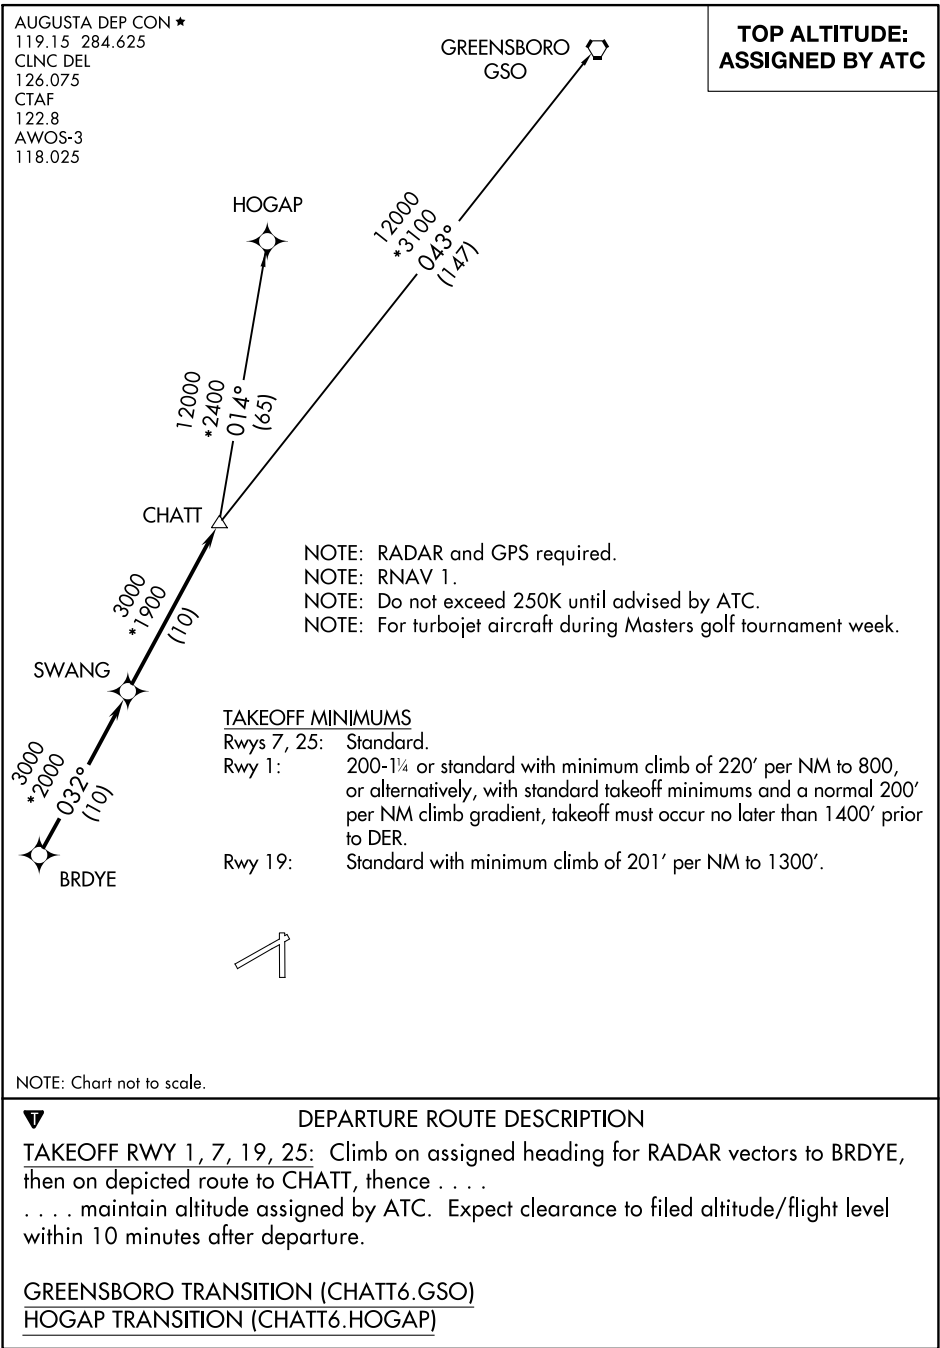 AUGUSTA DEP CON ★
119.15 284.625
CLNC DEL
126.075
CTAF
122.8
AWOS-3
118.025
TOP ALTITUDE:
ASSIGNED BY ATC
GREENSBORO
GSO
HOGAP
12000
*3100
043°
(147)
12000
*2400
014°
(65)
CHATT
3000
*1900
(10)
NOTE: RADAR and GPS required.
NOTE: RNAV 1.
NOTE: Do not exceed 250K until advised by ATC.
NOTE: For turbojet aircraft during Masters golf tournament week.
SWANG
3000
*2000
032°
(10)
BRDYE
TAKEOFF MINIMUMS
Rwys 7, 25: Standard.
Rwy 1: 200-1¼ or standard with minimum climb of 220′ per NM to 800,
or alternatively, with standard takeoff minimums and a normal 200′
per NM climb gradient, takeoff must occur no later than 1400′ prior
to DER.
Rwy 19: Standard with minimum climb of 201′ per NM to 1300′.
NOTE: Chart not to scale.
T
DEPARTURE ROUTE DESCRIPTION
TAKEOFF RWY 1, 7, 19, 25: Climb on assigned heading for RADAR vectors to BRDYE,
then on depicted route to CHATT, thence . . . .
. . . . maintain altitude assigned by ATC. Expect clearance to filed altitude/flight level
within 10 minutes after departure.
GREENSBORO TRANSITION (CHATT6.GSO)
HOGAP TRANSITION (CHATT6.HOGAP)